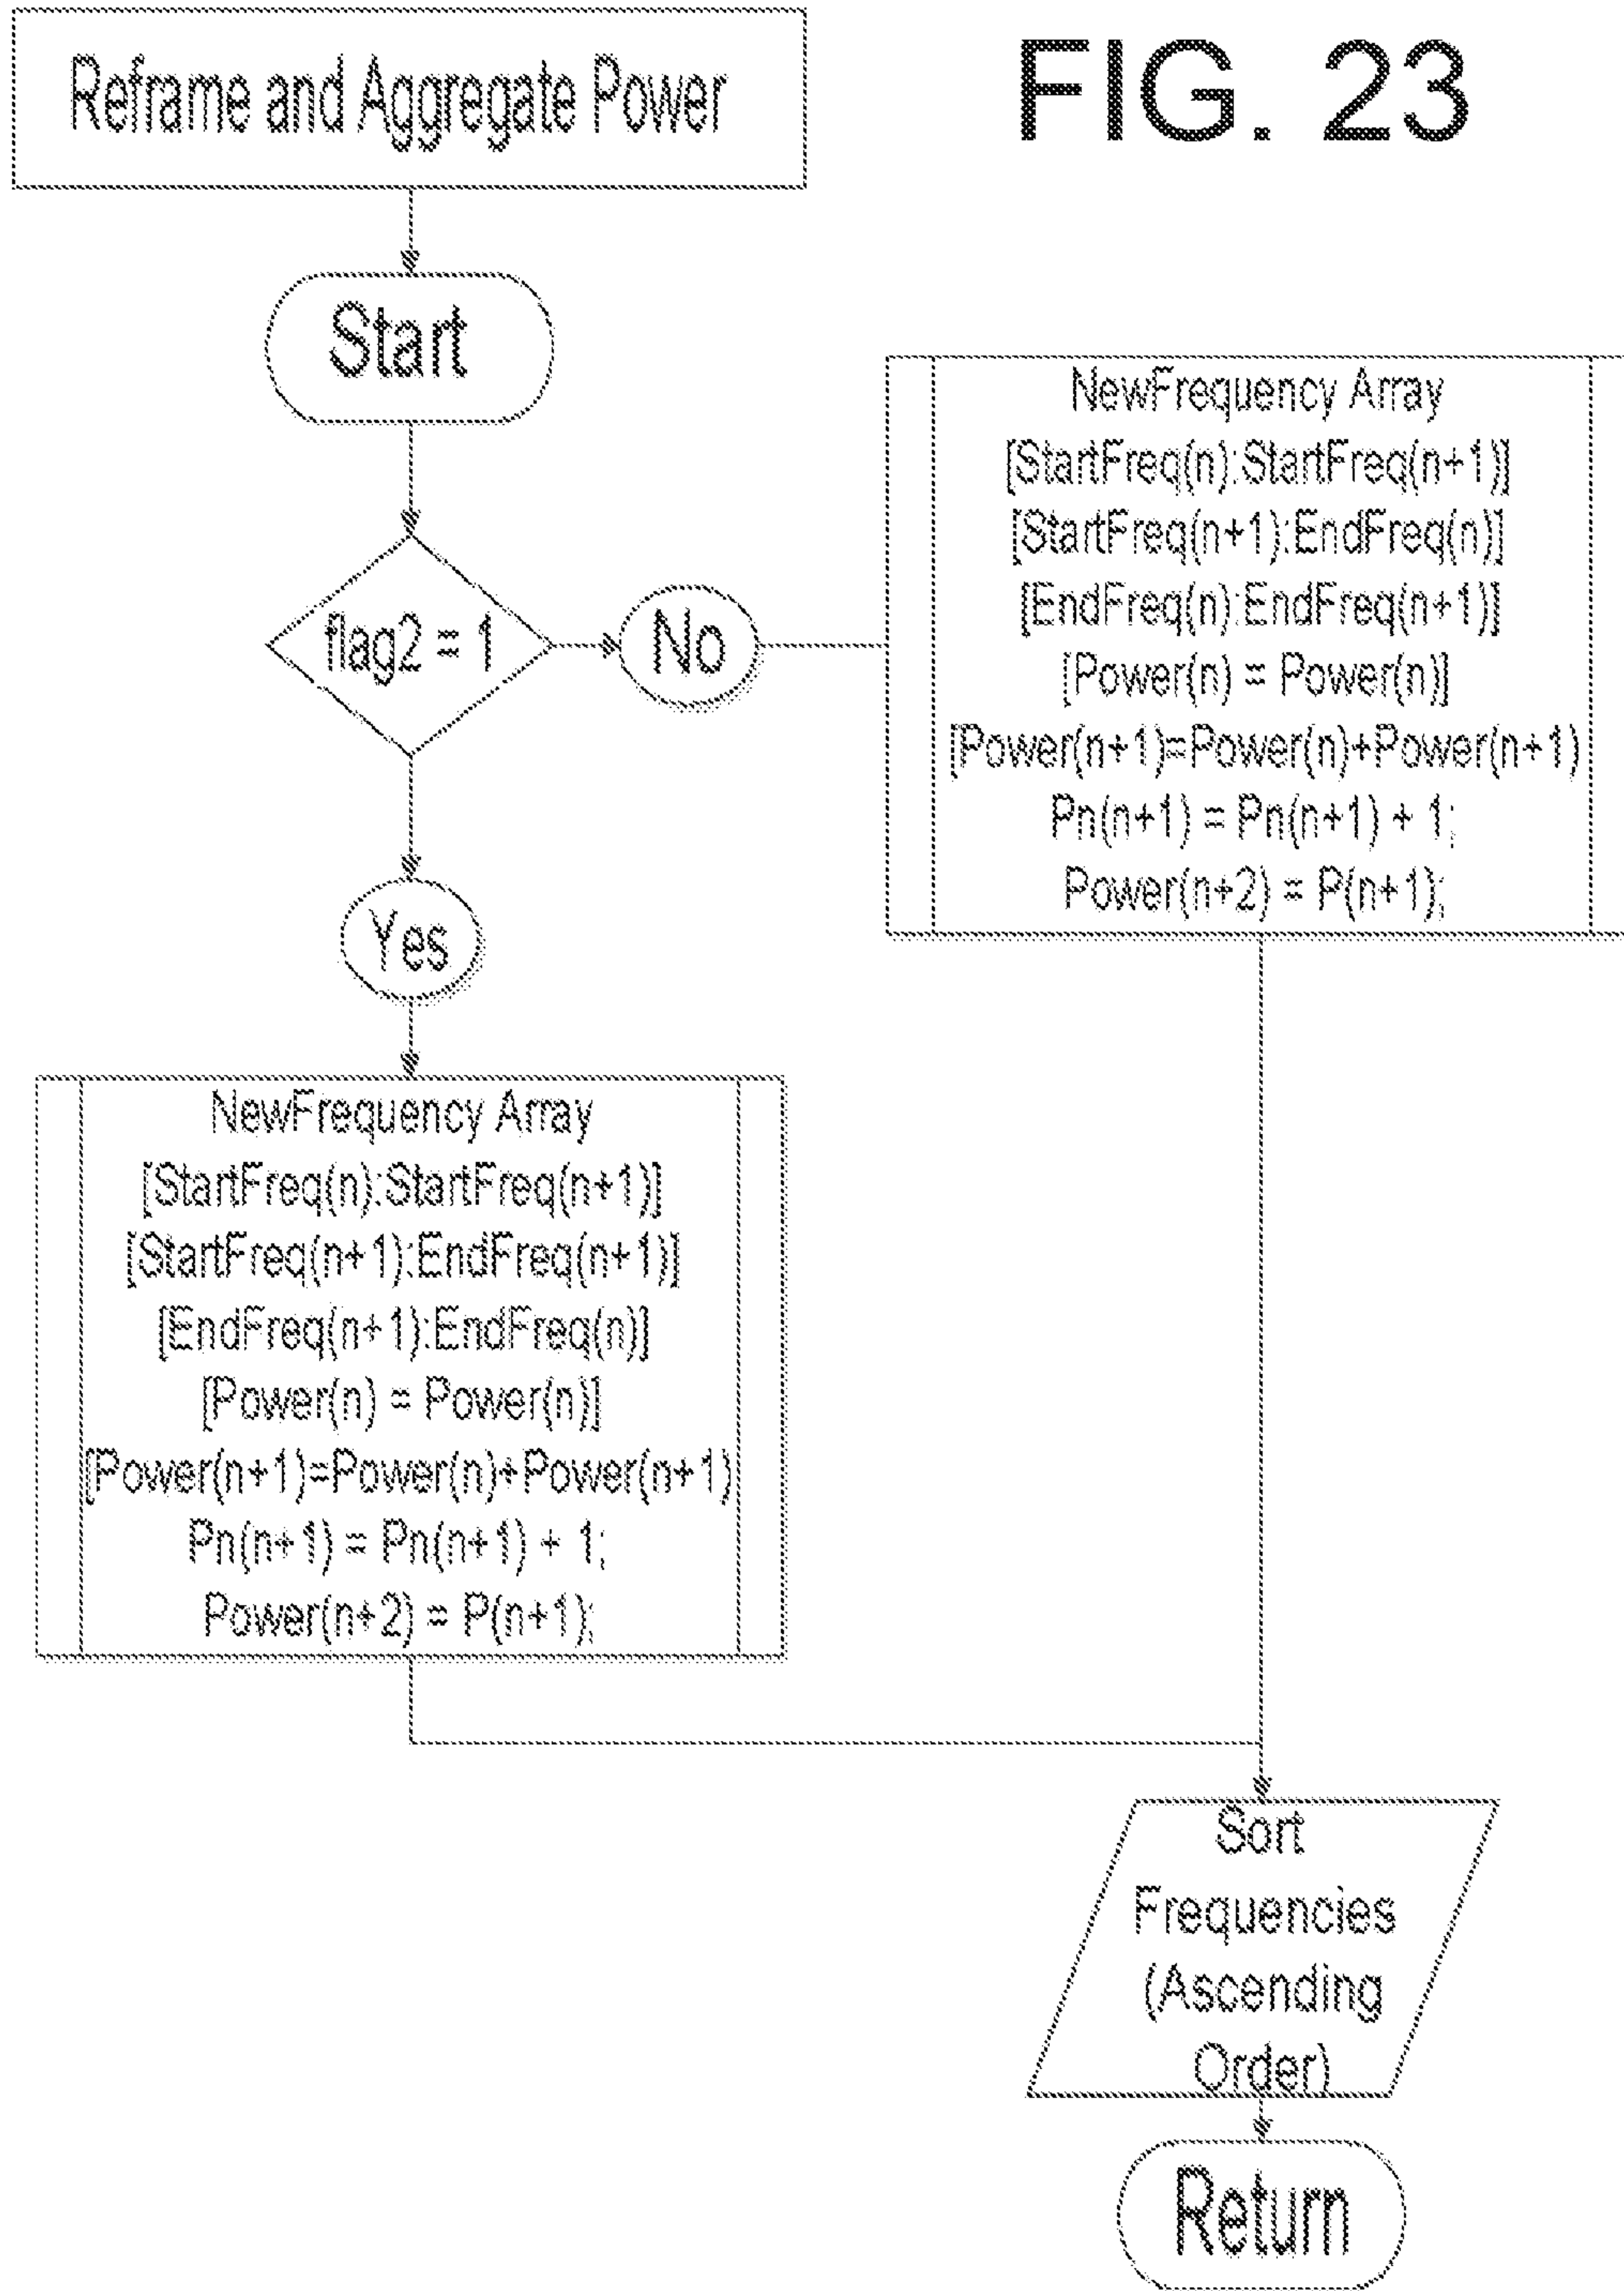 Reframe and Aggregate Power
FIG. 23
Start
flag2 = 1
No
NewFrequency Array
[StartFreq(n):StartFreq(n+1)]
[StartFreq(n+1):EndFreq(n)]
[EndFreq(n):EndFreq(n+1)]
[Power(n) = Power(n)]
[Power(n+1)=Power(n)+Power(n+1)
Pn(n+1) = Pn(n+1) + 1;
Power(n+2) = P(n+1);
Yes
NewFrequency Array
[StartFreq(n):StartFreq(n+1)]
[StartFreq(n+1):EndFreq(n+1)]
[EndFreq(n+1):EndFreq(n)]
[Power(n) = Power(n)]
[Power(n+1)=Power(n)+Power(n+1)
Pn(n+1) = Pn(n+1) + 1;
Power(n+2) = P(n+1);
Sort
Frequencies
(Ascending
Order)
Return